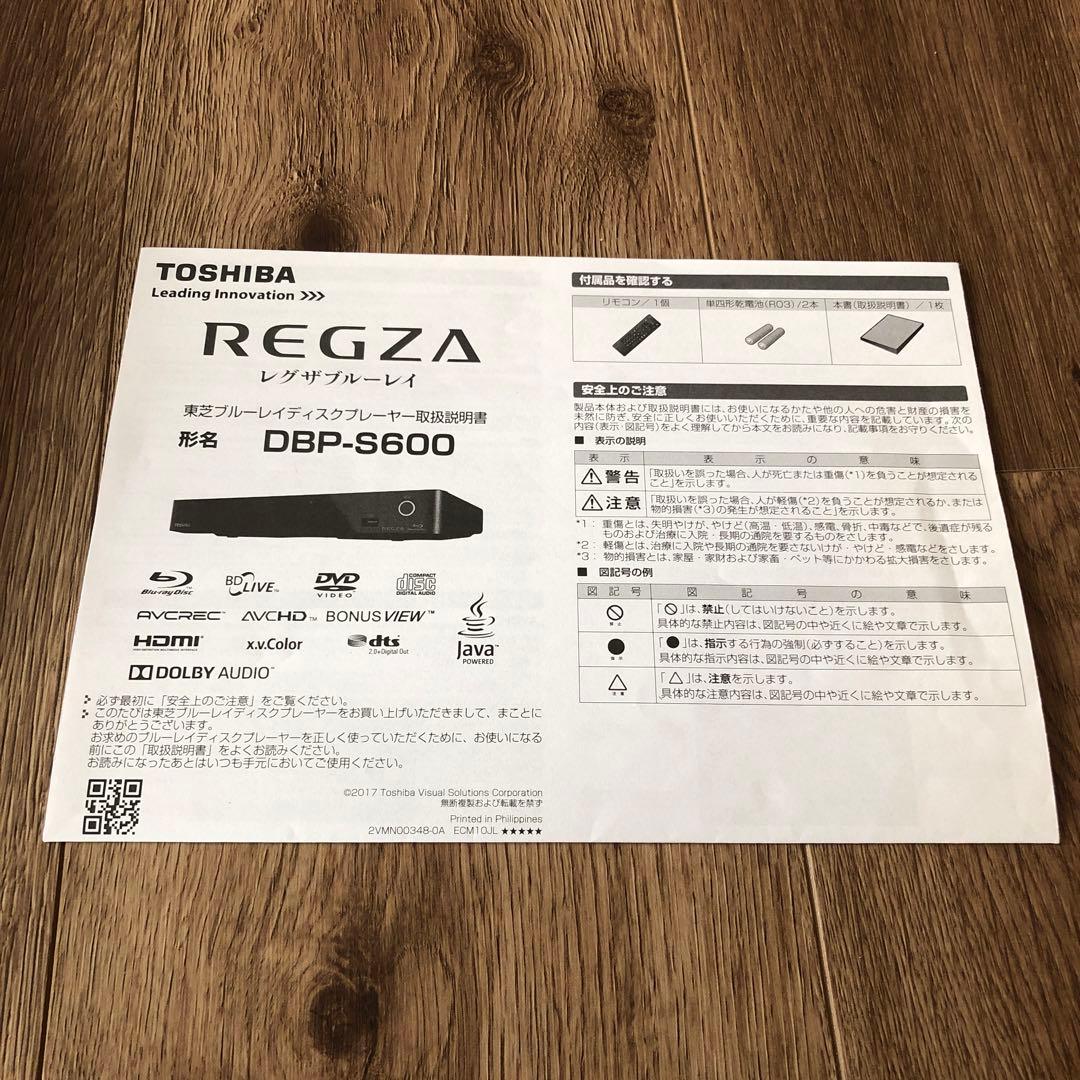 TOSHIBA
Leading Innovation >>>
REGZA
レグザブルーレイ
東芝ブルーレイディスクプレーヤー取扱説明書
形名 DBP-S600
TOSHIBA
REGZA
Blu-ray Disc
BD LIVE™
DVD VIDEO
COMPACT disc DIGITAL AUDIO
AVCREC™ AVCHD™ BONUSVIEW™
HDMI x.v.Color dts 2.0+Digital Out
Java POWERED
DOLBY AUDIO™
必ず最初に「安全上のご注意」をご覧ください。
このたびは東芝ブルーレイディスクプレーヤーをお買い上げいただきまして、まことに
ありがとうございます。
お求めのブルーレイディスクプレーヤーを正しく使っていただくために、お使いになる
前にこの「取扱説明書」をよくお読みください。
お読みになったあとはいつも手元においてご使用ください。
©2017 Toshiba Visual Solutions Corporation
無断複製および転載を禁ず
Printed in Philippines
2VMN00348-0A ECM10JL ★★★★★
付属品を確認する
リモコン/1個 単四形乾電池(R03)/2本 本書(取扱説明書)/1枚
安全上のご注意
製品本体および取扱説明書には、お使いになるかたや他の人への危害と財産の損害を
未然に防ぎ、安全に正しくお使いいただくために、重要な内容を記載しています。次の
内容(表示・図記号)をよく理解してから本文をお読みになり、記載事項をお守りください。
■ 表示の説明
表示 表示の意味
警告 「取扱いを誤った場合、人が死亡または重傷(*1)を負うことが想定される
こと」を示します。
注意 「取扱いを誤った場合、人が軽傷(*2)を負うことが想定されるか、または
物的損害(*3)の発生が想定されること」を示します。
*1: 重傷とは、失明やけが、やけど(高温・低温)、感電、骨折、中毒などで、後遺症が残る
ものおよび治療に入院・長期の通院を要するものをさします。
*2: 軽傷とは、治療に入院や長期の通院を要さないけが・やけど・感電などをさします。
*3: 物的損害とは、家屋・家財および家畜・ペット等にかかわる拡大損害をさします。
■ 図記号の例
図記号 図記号の意味
禁止
「🚫」は、禁止(してはいけないこと)を示します。
具体的な禁止内容は、図記号の中や近くに絵や文章で示します。
指示
「●」は、指示する行為の強制(必ずすること)を示します。
具体的な指示内容は、図記号の中や近くに絵や文章で示します。
注意
「△」は、注意を示します。
具体的な注意内容は、図記号の中や近くに絵や文章で示します。